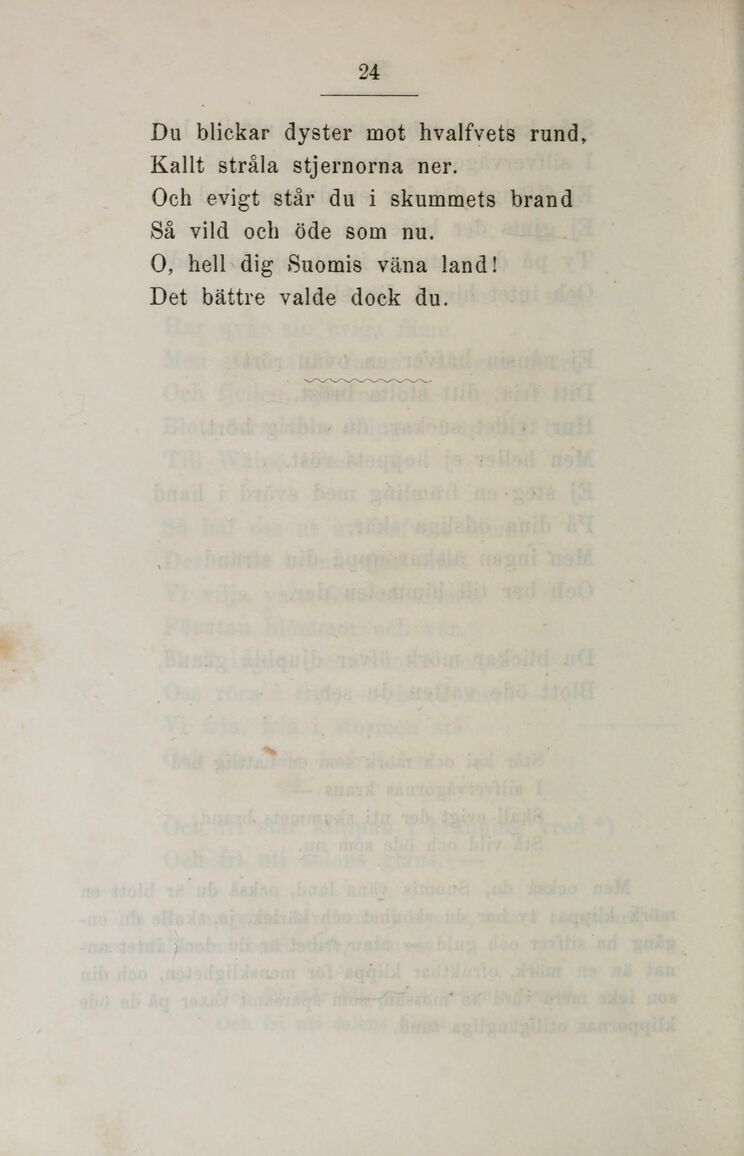 24
Du blickar dyster mot hvalfvets rund,
Kallt stråla stjernorna ner.
Och evigt står du i skummets brand
Så vild och öde som nu.
O, hell dig Suomis väna land!
Det bättre valde dock du.